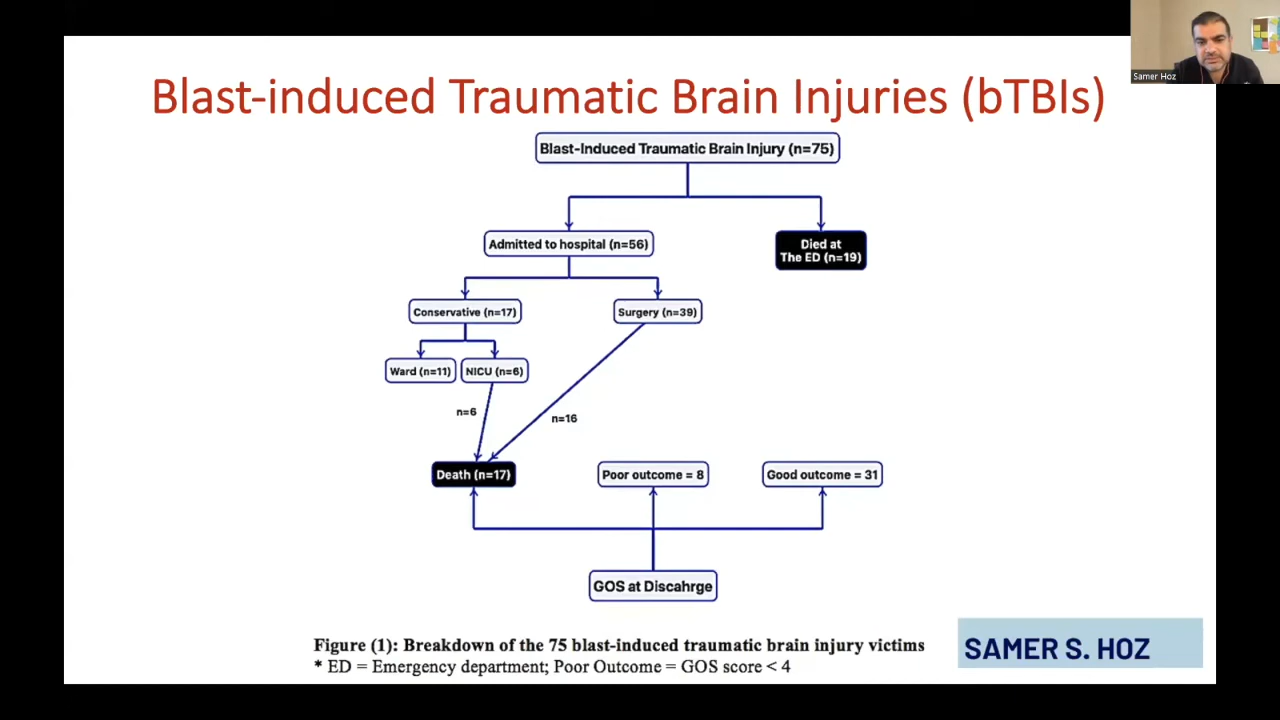 Samer Hoz
Blast-induced Traumatic Brain Injuries (bTBIs)
Blast-Induced Traumatic Brain Injury (n=75)
Admitted to hospital (n=56)
Died at
The ED (n=19)
Conservative (n=17)
Surgery (n=39)
Ward (n=11)
NICU (n=6)
n=6
n=16
Death (n=17)
Poor outcome = 8
Good outcome = 31
GOS at Discahrge
Figure (1): Breakdown of the 75 blast-induced traumatic brain injury victims
* ED = Emergency department; Poor Outcome = GOS score < 4
SAMER S. HOZ